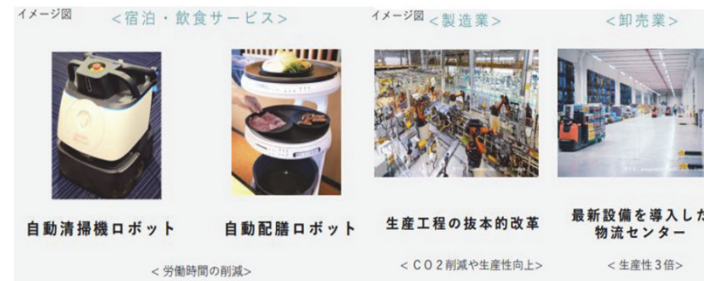 イメージ図
<宿泊・飲食サービス>
イメージ図
<製造業>
<卸売業>
自動清掃機ロボット
自動配膳ロボット
生産工程の抜本的改革
最新設備を導入した
物流センター
<労働時間の削減>
<CO2削減や生産性向上>
<生産性3倍>